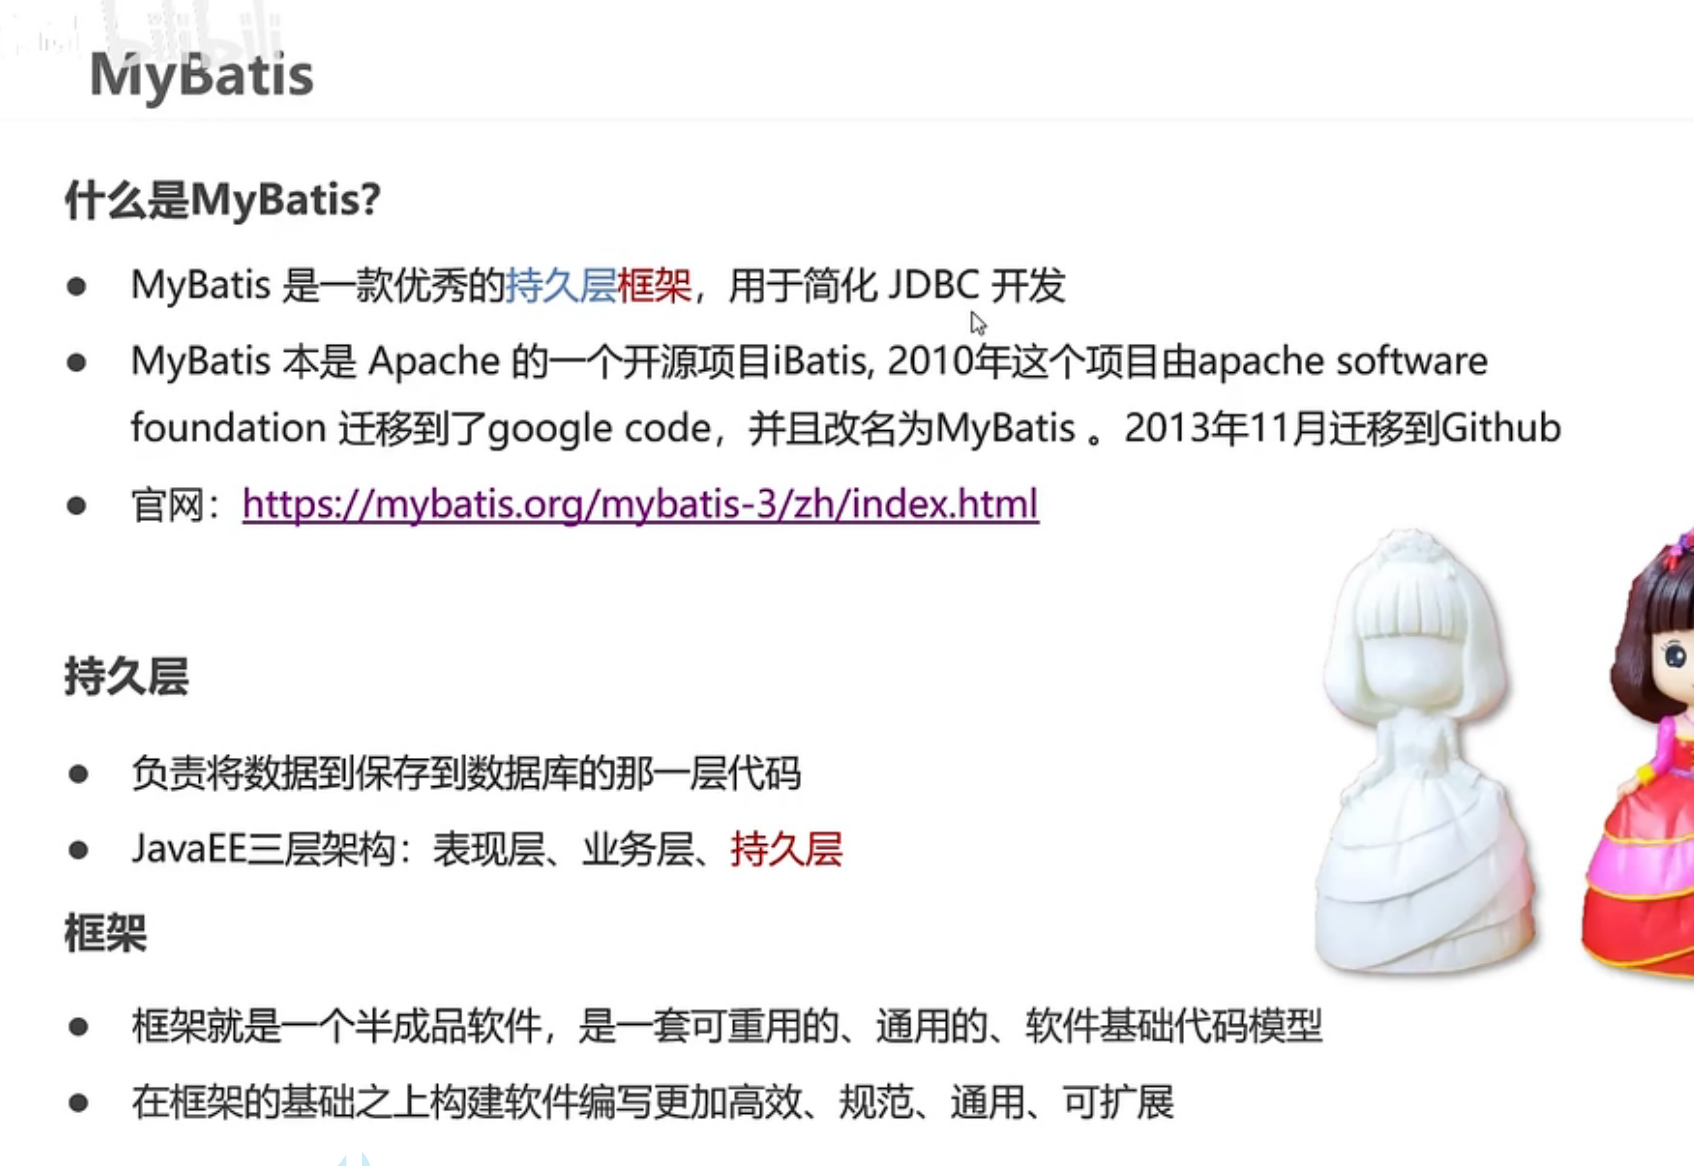 bilibili
MyBatis
什么是MyBatis?
● MyBatis 是一款优秀的持久层框架，用于简化 JDBC 开发
● MyBatis 本是 Apache 的一个开源项目iBatis, 2010年这个项目由apache software
foundation 迁移到了google code，并且改名为MyBatis 。2013年11月迁移到Github
● 官网：https://mybatis.org/mybatis-3/zh/index.html
持久层
● 负责将数据到保存到数据库的那一层代码
● JavaEE三层架构：表现层、业务层、持久层
框架
● 框架就是一个半成品软件，是一套可重用的、通用的、软件基础代码模型
● 在框架的基础之上构建软件编写更加高效、规范、通用、可扩展